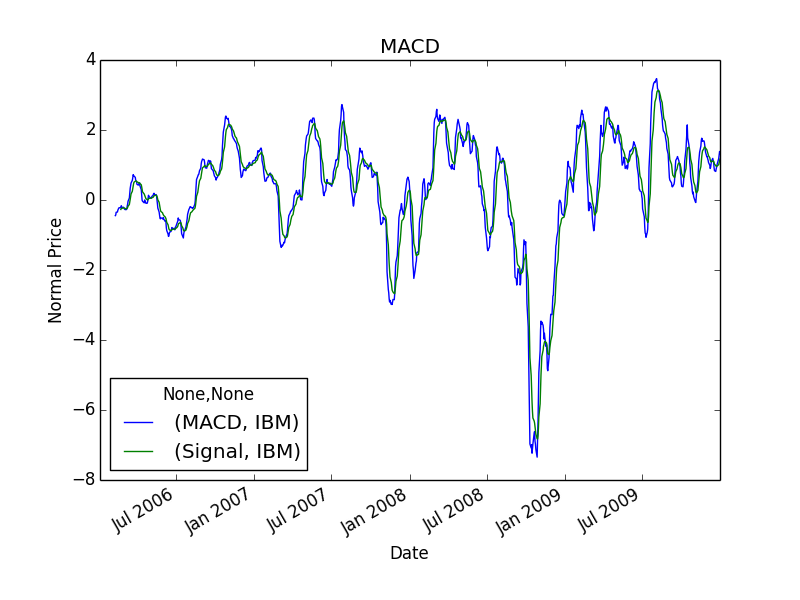 MACD
4
2
0
−2
−4
−6
−8
Normal Price
None,None
(MACD, IBM)
(Signal, IBM)
Jul 2006
Jan 2007
Jul 2007
Jan 2008
Jul 2008
Jan 2009
Jul 2009
Date